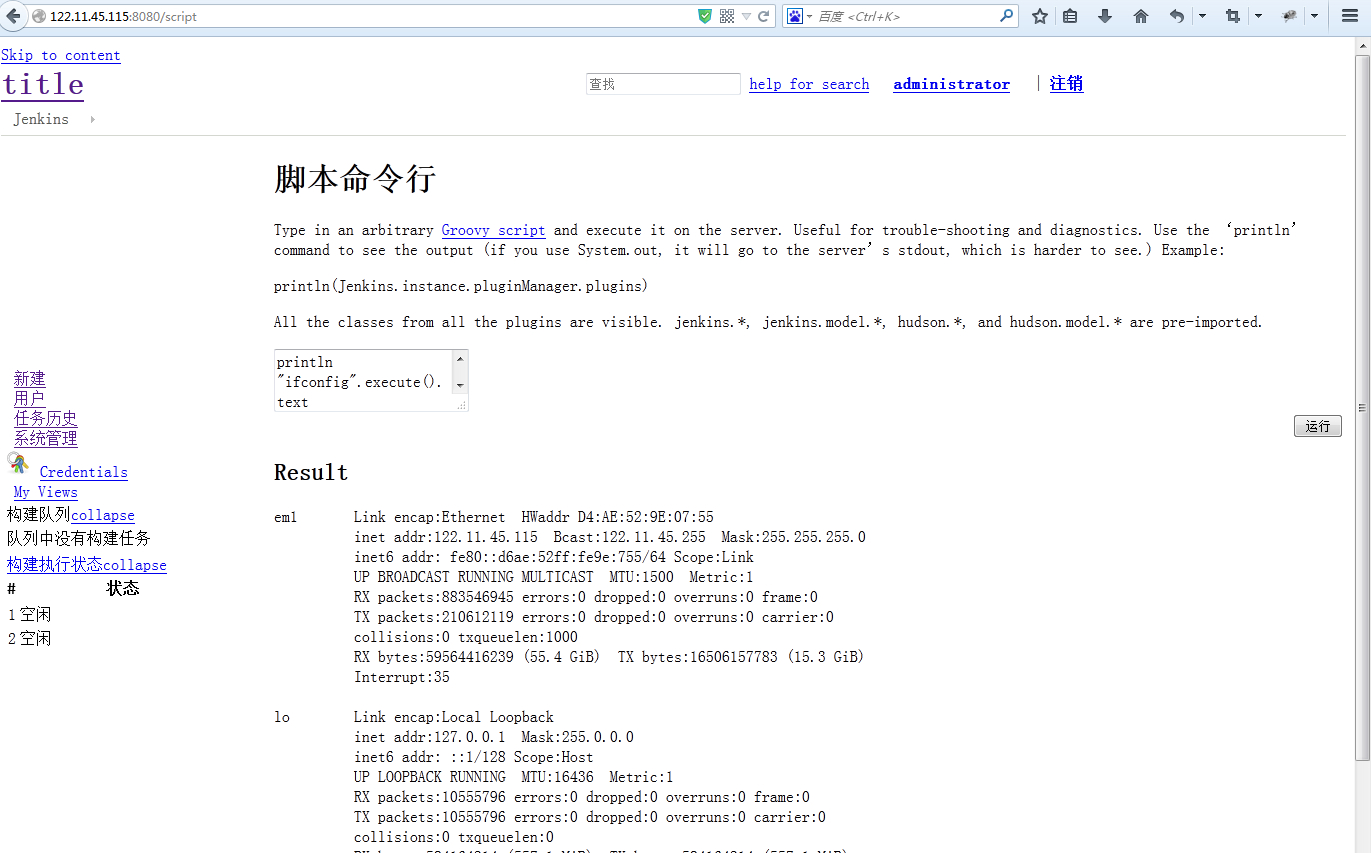 122.11.45.115:8080/script
百度 <Ctrl+K>
Skip to content
title
查找 help for search administrator | 注销
Jenkins
脚本命令行
Type in an arbitrary Groovy script and execute it on the server. Useful for trouble-shooting and diagnostics. Use the ‘println’
command to see the output (if you use System.out, it will go to the server’s stdout, which is harder to see.) Example:
println(Jenkins.instance.pluginManager.plugins)
All the classes from all the plugins are visible. jenkins.*, jenkins.model.*, hudson.*, and hudson.model.* are pre-imported.
println
"ifconfig".execute().
text
运行
新建
用户
任务历史
系统管理
Credentials
My Views
构建队列collapse
队列中没有构建任务
构建执行状态collapse
# 状态
1 空闲
2 空闲
Result
em1 Link encap:Ethernet HWaddr D4:AE:52:9E:07:55
inet addr:122.11.45.115 Bcast:122.11.45.255 Mask:255.255.255.0
inet6 addr: fe80::d6ae:52ff:fe9e:755/64 Scope:Link
UP BROADCAST RUNNING MULTICAST MTU:1500 Metric:1
RX packets:883546945 errors:0 dropped:0 overruns:0 frame:0
TX packets:210612119 errors:0 dropped:0 overruns:0 carrier:0
collisions:0 txqueuelen:1000
RX bytes:59564416239 (55.4 GiB) TX bytes:16506157783 (15.3 GiB)
Interrupt:35
lo Link encap:Local Loopback
inet addr:127.0.0.1 Mask:255.0.0.0
inet6 addr: ::1/128 Scope:Host
UP LOOPBACK RUNNING MTU:16436 Metric:1
RX packets:10555796 errors:0 dropped:0 overruns:0 frame:0
TX packets:10555796 errors:0 dropped:0 overruns:0 carrier:0
collisions:0 txqueuelen:0